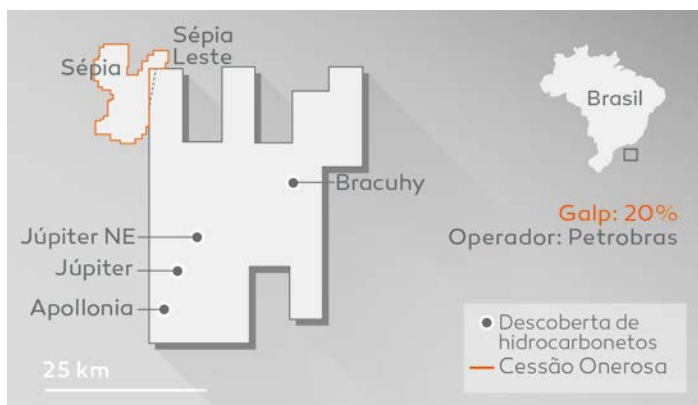 Sépia
Sépia
Leste
Brasil
Bracuhy
Galp: 20%
Operador: Petrobras
Júpiter NE
Júpiter
Apollonia
Descoberta de
hidrocarbonetos
Cessão Onerosa
25 km